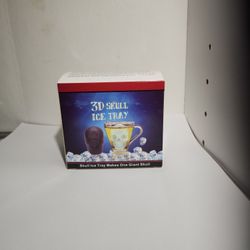 3D SKULL
ICE TRAY
Skull Ice Tray Makes One Giant Skull